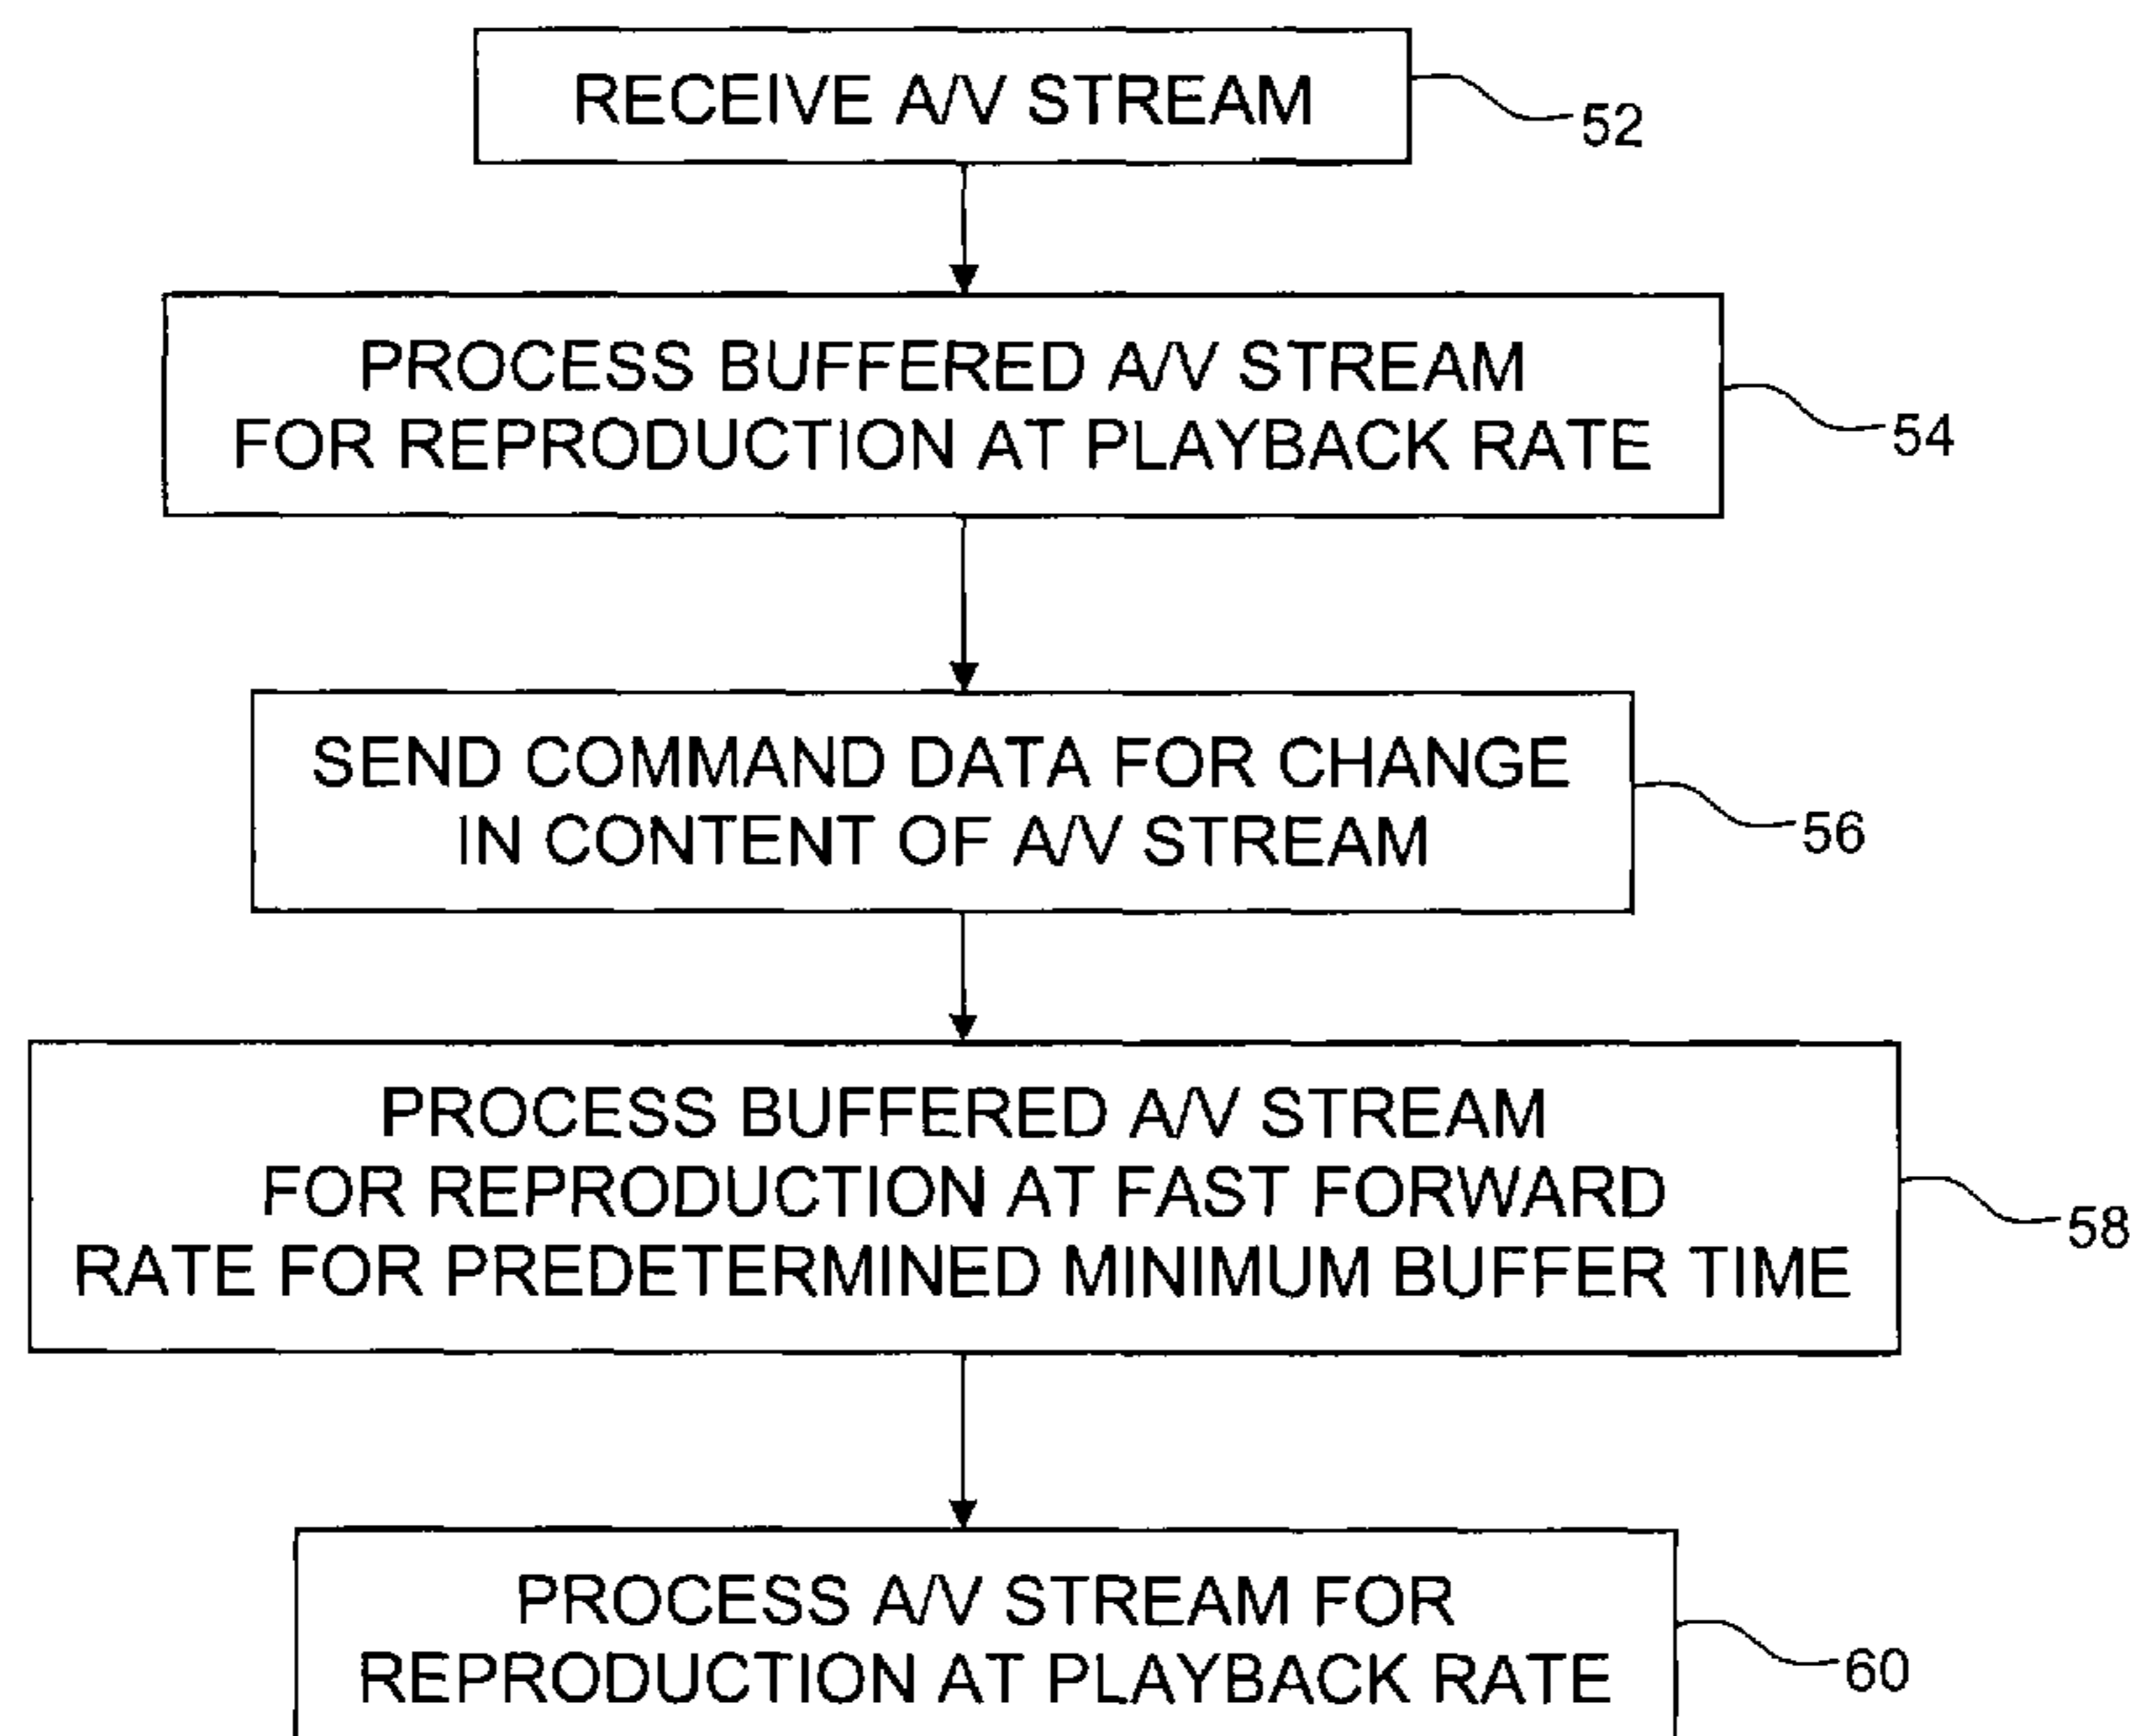 RECEIVE A/V STREAM
52
PROCESS BUFFERED A/V STREAM
FOR REPRODUCTION AT PLAYBACK RATE
54
SEND COMMAND DATA FOR CHANGE
IN CONTENT OF A/V STREAM
56
PROCESS BUFFERED A/V STREAM
FOR REPRODUCTION AT FAST FORWARD
RATE FOR PREDETERMINED MINIMUM BUFFER TIME
58
PROCESS A/V STREAM FOR
REPRODUCTION AT PLAYBACK RATE
60